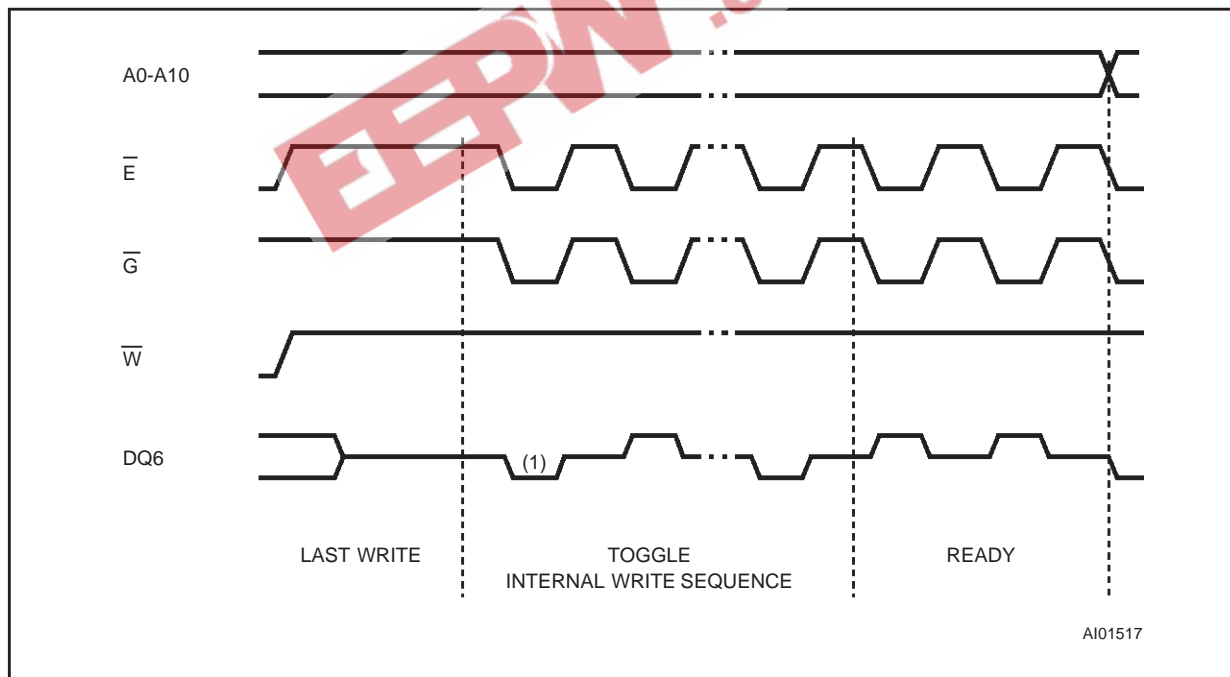 EEPW.
A0-A10
E
G
W
DQ6
(1)
LAST WRITE
TOGGLE
INTERNAL WRITE SEQUENCE
READY
AI01517